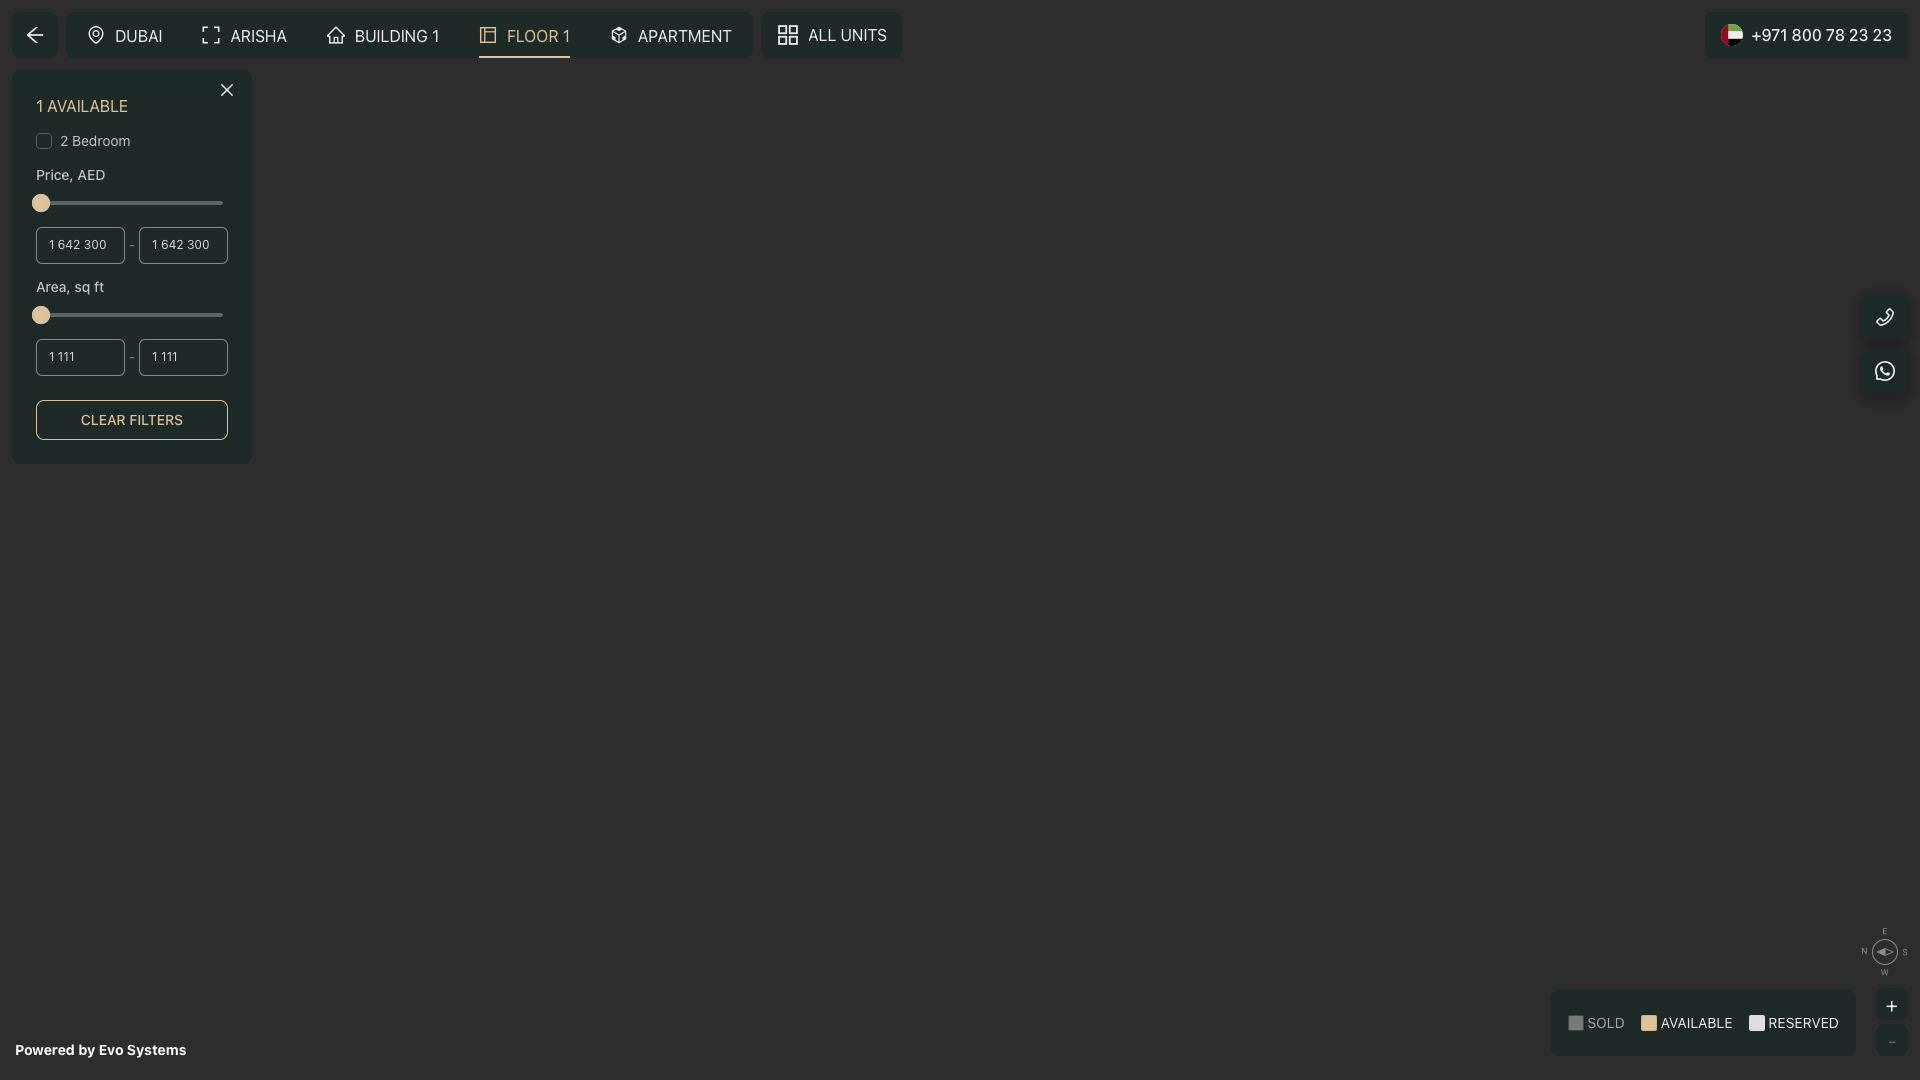 DUBAI
ARISHA
BUILDING 1
FLOOR 1
APARTMENT
ALL UNITS
+971 800 78 23 23
1 AVAILABLE
2 Bedroom
Price, AED
1 642 300 - 1 642 300
Area, sq ft
1 111 - 1 111
CLEAR FILTERS
E
N
S
W
+
SOLD
AVAILABLE
RESERVED
-
Powered by Evo Systems